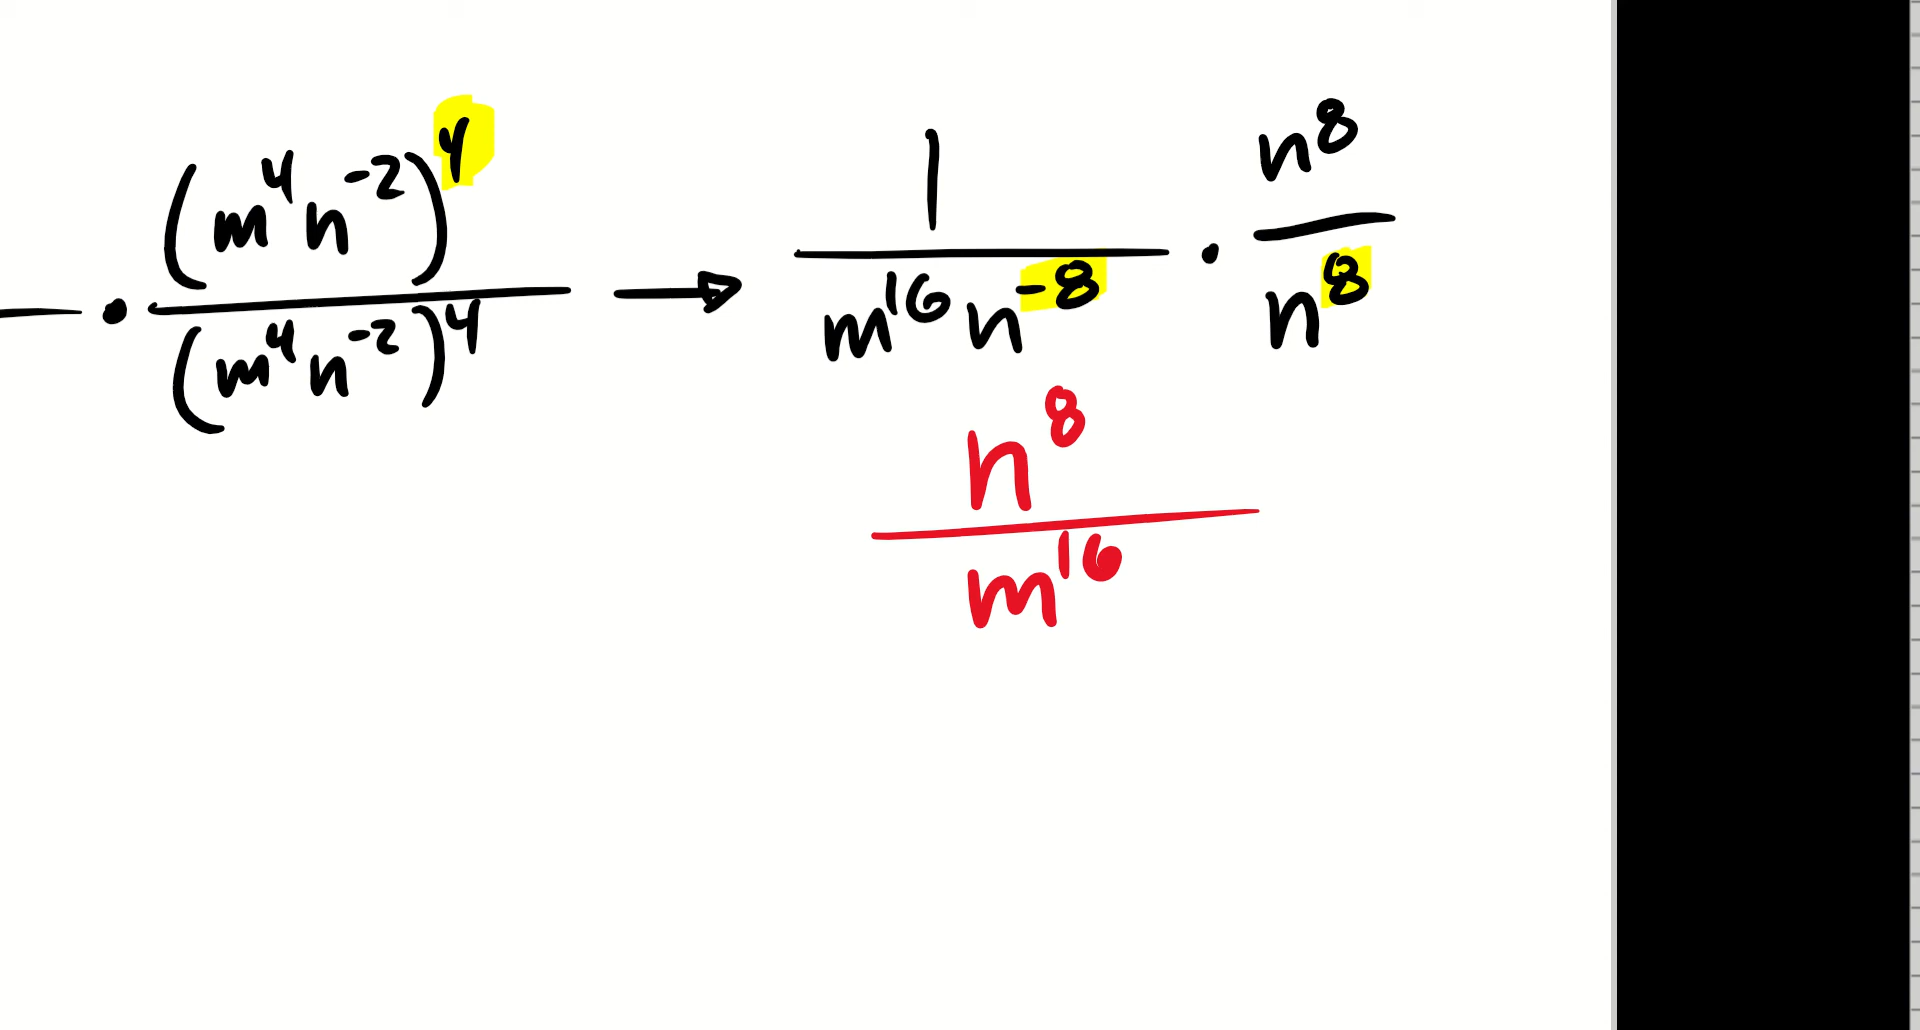 — · (m⁴n⁻²)⁴ / (m⁴n⁻²)⁴ → 1 / m¹⁶n⁻⁸ · n⁸ / n⁸
n⁸ / m¹⁶